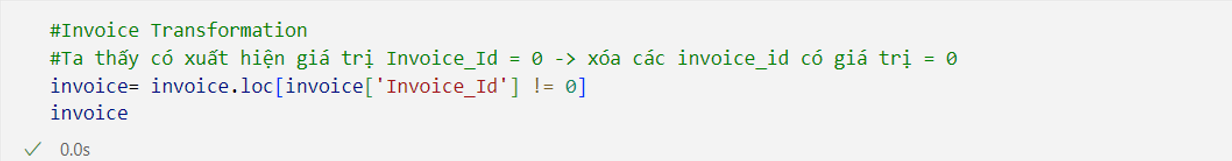 #Invoice Transformation
#Ta thấy có xuất hiện giá trị Invoice_Id = 0 -> xóa các invoice_id có giá trị = 0
invoice= invoice.loc[invoice['Invoice_Id'] != 0]
invoice
0.0s